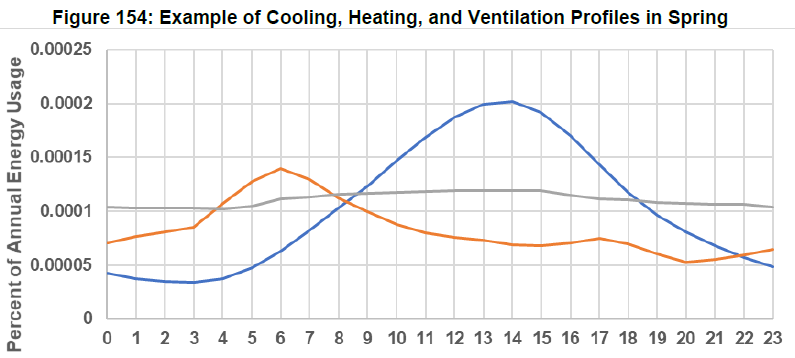 Figure 154: Example of Cooling, Heating, and Ventilation Profiles in Spring
Percent of Annual Energy Usage
0.00025
0.0002
0.00015
0.0001
0.00005
0
0 1 2 3 4 5 6 7 8 9 10 11 12 13 14 15 16 17 18 19 20 21 22 23